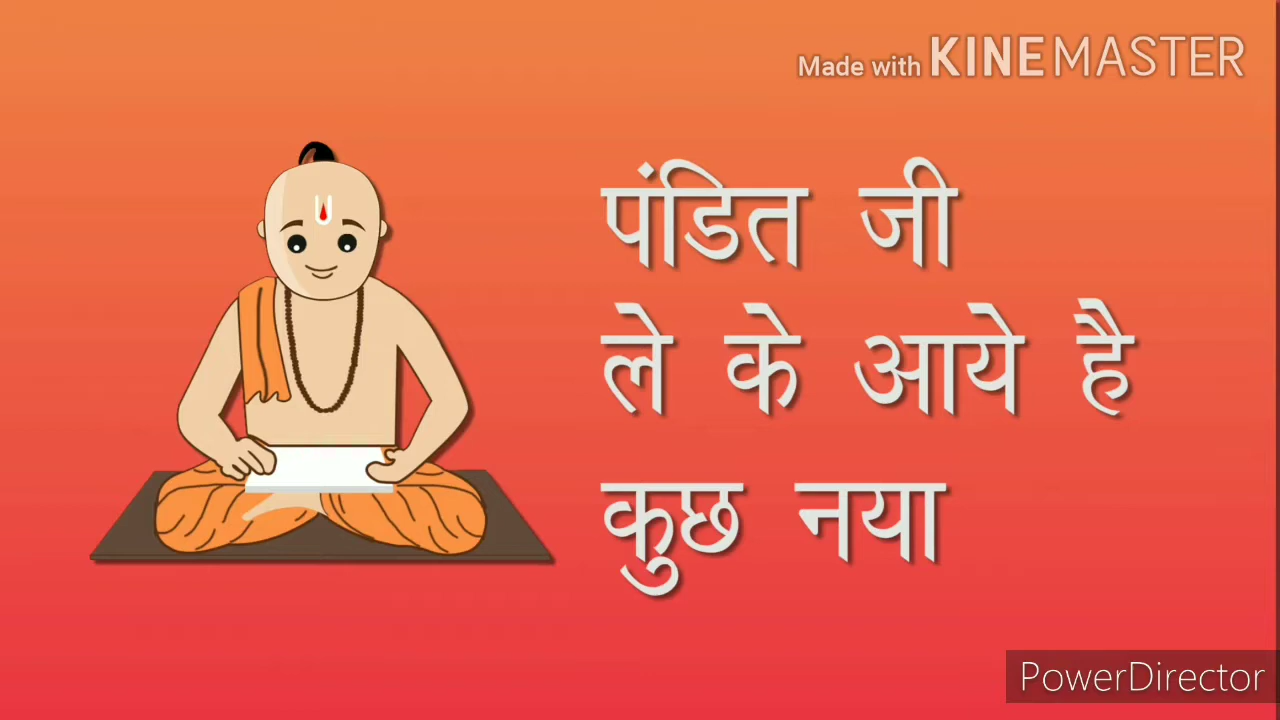 Made with KINEMASTER
पंडित जी
ले के आये है
कुछ नया
PowerDirector